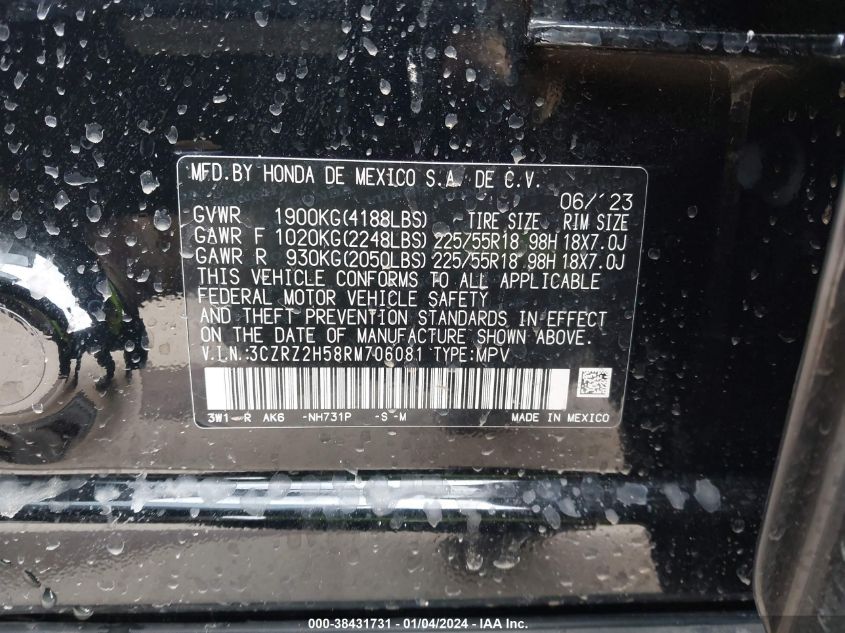 MFD.BY HONDA DE MEXICO S.A. DE C.V.
06/'23
GVWR 1900KG(4188LBS) TIRE SIZE RIM SIZE
GAWR F 1020KG(2248LBS) 225/55R18 98H 18X7.0J
GAWR R 930KG(2050LBS) 225/55R18 98H 18X7.0J
THIS VEHICLE CONFORMS TO ALL APPLICABLE
FEDERAL MOTOR VEHICLE SAFETY
AND THEFT PREVENTION STANDARDS IN EFFECT
ON THE DATE OF MANUFACTURE SHOWN ABOVE.
V.I.N.:3CZRZ2H58RM706081 TYPE:MPV
3W1--R AK6 -NH731P -S -M MADE IN MEXICO
000-38431731 - 01/04/2024 - IAA Inc.